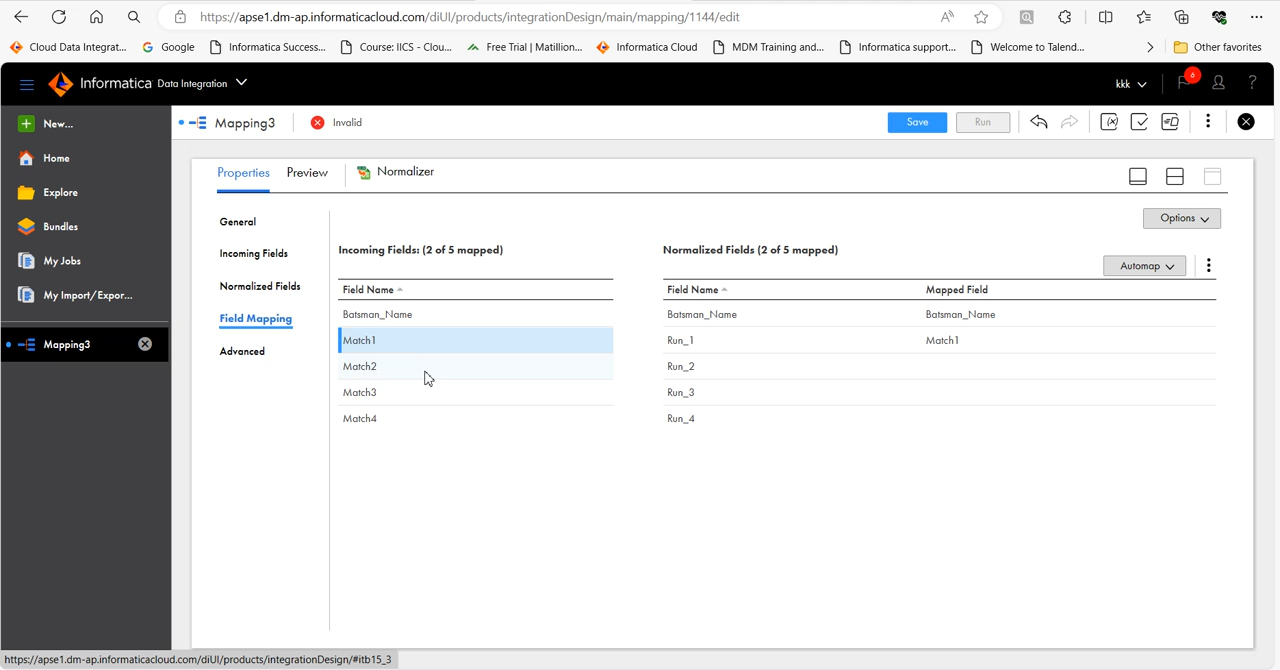 https://apse1.dm-ap.informaticacloud.com/diUI/products/integrationDesign/main/mapping/1144/edit
Cloud Data Integrat... Google Informatica Success... Course: IICS - Clou... Free Trial | Matillion... Informatica Cloud MDM Training and... Informatica support... Welcome to Talend... Other favorites
Informatica Data Integration kkk 6 ?
New... Mapping3 Invalid Save Run
Home
Explore
Bundles
My Jobs
My Import/Expor...
Mapping3
Properties Preview Normalizer
General
Incoming Fields
Normalized Fields
Field Mapping
Advanced
Options
Incoming Fields: (2 of 5 mapped)
Field Name
Batsman_Name
Match1
Match2
Match3
Match4
Normalized Fields (2 of 5 mapped)
Automap
Field Name Mapped Field
Batsman_Name Batsman_Name
Run_1 Match1
Run_2
Run_3
Run_4
https://apse1.dm-ap.informaticacloud.com/diUI/products/integrationDesign/#itb15_3